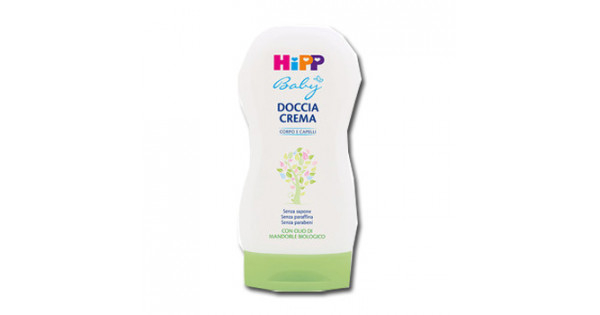 HiPP
Baby
DOCCIA
CREMA
CORPO E CAPELLI
Senza sapone
Senza paraffina
Senza parabeni
CON OLIO DI
MANDORLE BIOLOGICO